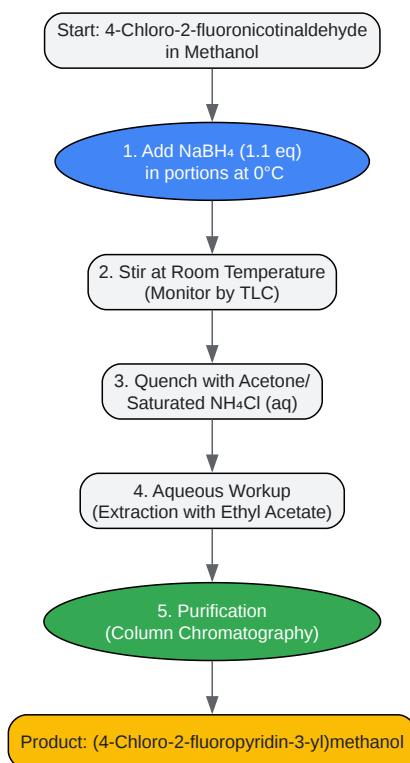 Start: 4-Chloro-2-fluoronicotinaldehyde
in Methanol
1. Add NaBH₄ (1.1 eq)
in portions at 0°C
2. Stir at Room Temperature
(Monitor by TLC)
3. Quench with Acetone/
Saturated NH₄Cl (aq)
4. Aqueous Workup
(Extraction with Ethyl Acetate)
5. Purification
(Column Chromatography)
Product: (4-Chloro-2-fluoropyridin-3-yl)methanol